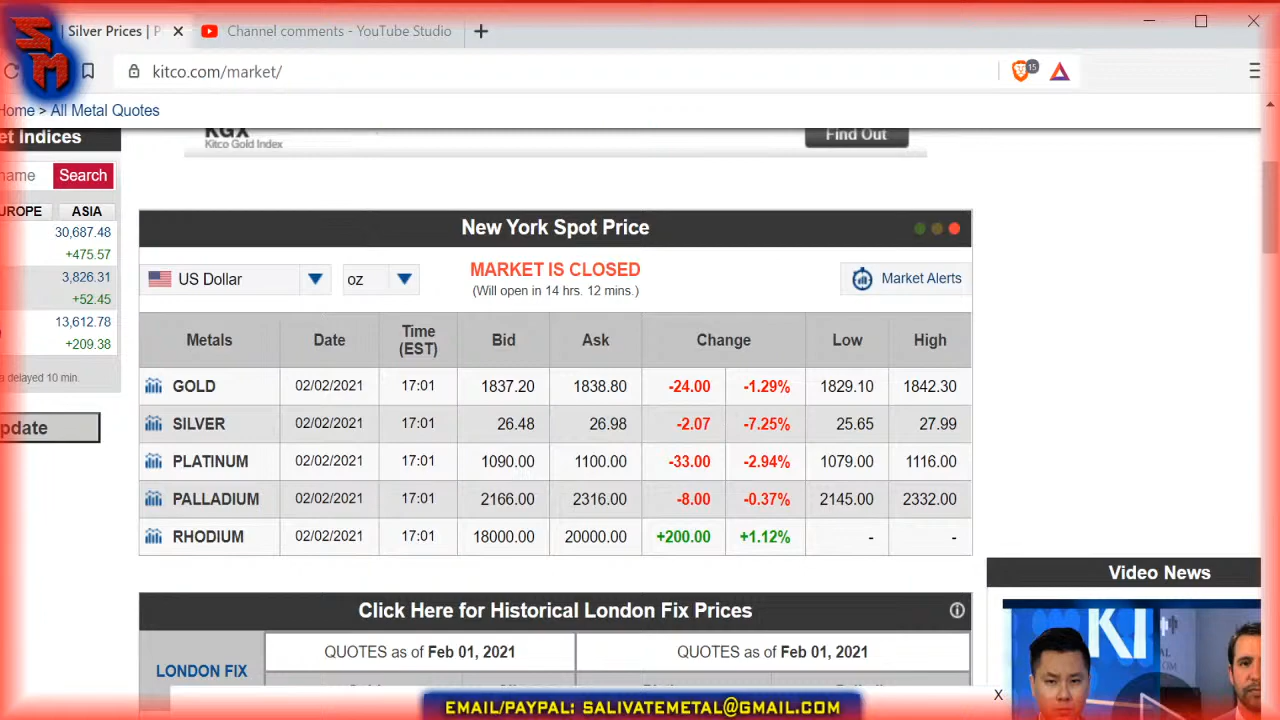 SM
| Silver Prices | P
Channel comments - YouTube Studio
kitco.com/market/
15
Home > All Metal Quotes
et Indices
KGX
Kitco Gold Index
Find Out
name
Search
UROPE
ASIA
30,687.48
+475.57
3,826.31
+52.45
13,612.78
+209.38
delayed 10 min.
pdate
New York Spot Price
US Dollar
oz
MARKET IS CLOSED
(Will open in 14 hrs. 12 mins.)
Market Alerts
Metals Date Time (EST) Bid Ask Change Low High
GOLD 02/02/2021 17:01 1837.20 1838.80 -24.00 -1.29% 1829.10 1842.30
SILVER 02/02/2021 17:01 26.48 26.98 -2.07 -7.25% 25.65 27.99
PLATINUM 02/02/2021 17:01 1090.00 1100.00 -33.00 -2.94% 1079.00 1116.00
PALLADIUM 02/02/2021 17:01 2166.00 2316.00 -8.00 -0.37% 2145.00 2332.00
RHODIUM 02/02/2021 17:01 18000.00 20000.00 +200.00 +1.12% - -
Click Here for Historical London Fix Prices
LONDON FIX
QUOTES as of Feb 01, 2021
QUOTES as of Feb 01, 2021
Video News
KI
X
EMAIL/PAYPAL: SALIVATEMETAL@GMAIL.COM